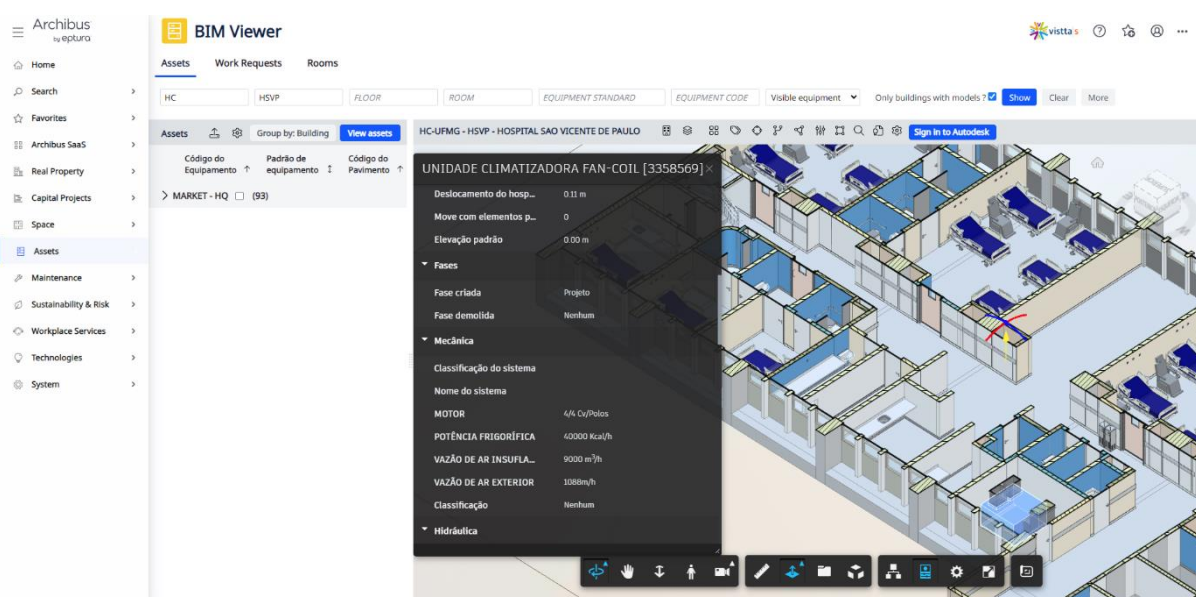 Archibus
by eptura
BIM Viewer
vistta s
Home
Search
Favorites
Archibus SaaS
Real Property
Capital Projects
Space
Assets
Maintenance
Sustainability & Risk
Workplace Services
Technologies
System
Assets Work Requests Rooms
HC HSVP FLOOR ROOM EQUIPMENT STANDARD EQUIPMENT CODE Visible equipment Only buildings with models ? Show Clear More
Assets Group by: Building View assets
Código do Equipamento Padrão de equipamento Código do Pavimento
MARKET - HQ (93)
HC-UFMG - HSVP - HOSPITAL SAO VICENTE DE PAULO Sign in to Autodesk
UNIDADE CLIMATIZADORA FAN-COIL [3358569]
Deslocamento do hosp... 0.11 m
Move com elementos p... 0
Elevação padrão 0.00 m
Fases
Fase criada Projeto
Fase demolida Nenhum
Mecânica
Classificação do sistema
Nome do sistema
MOTOR 4/4 Cv/Polos
POTÊNCIA FRIGORÍFICA 40000 Kcal/h
VAZÃO DE AR INSUFLA... 9000 m³/h
VAZÃO DE AR EXTERIOR 1088m/h
Classificação Nenhum
Hidráulica